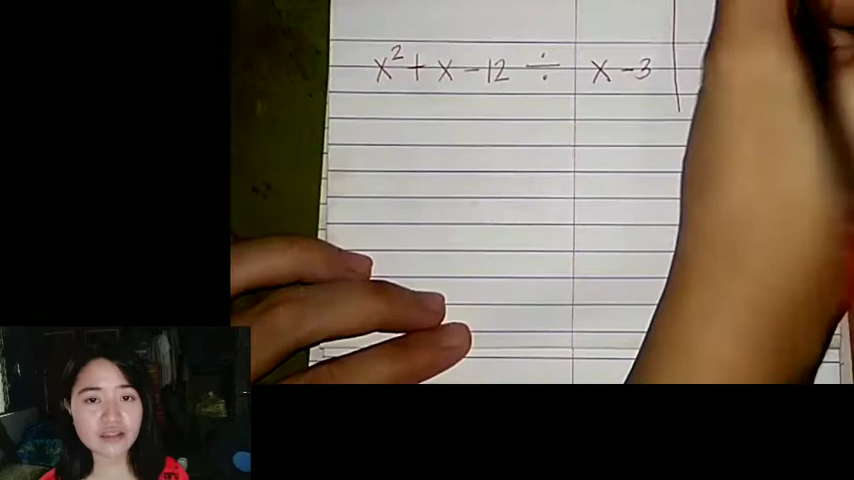 x² + x - 12 ÷ x - 3